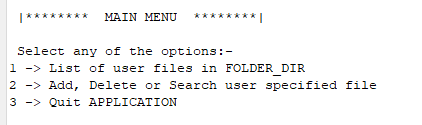 |******** MAIN MENU ********|
Select any of the options:-
1 -> List of user files in FOLDER_DIR
2 -> Add, Delete or Search user specified file
3 -> Quit APPLICATION